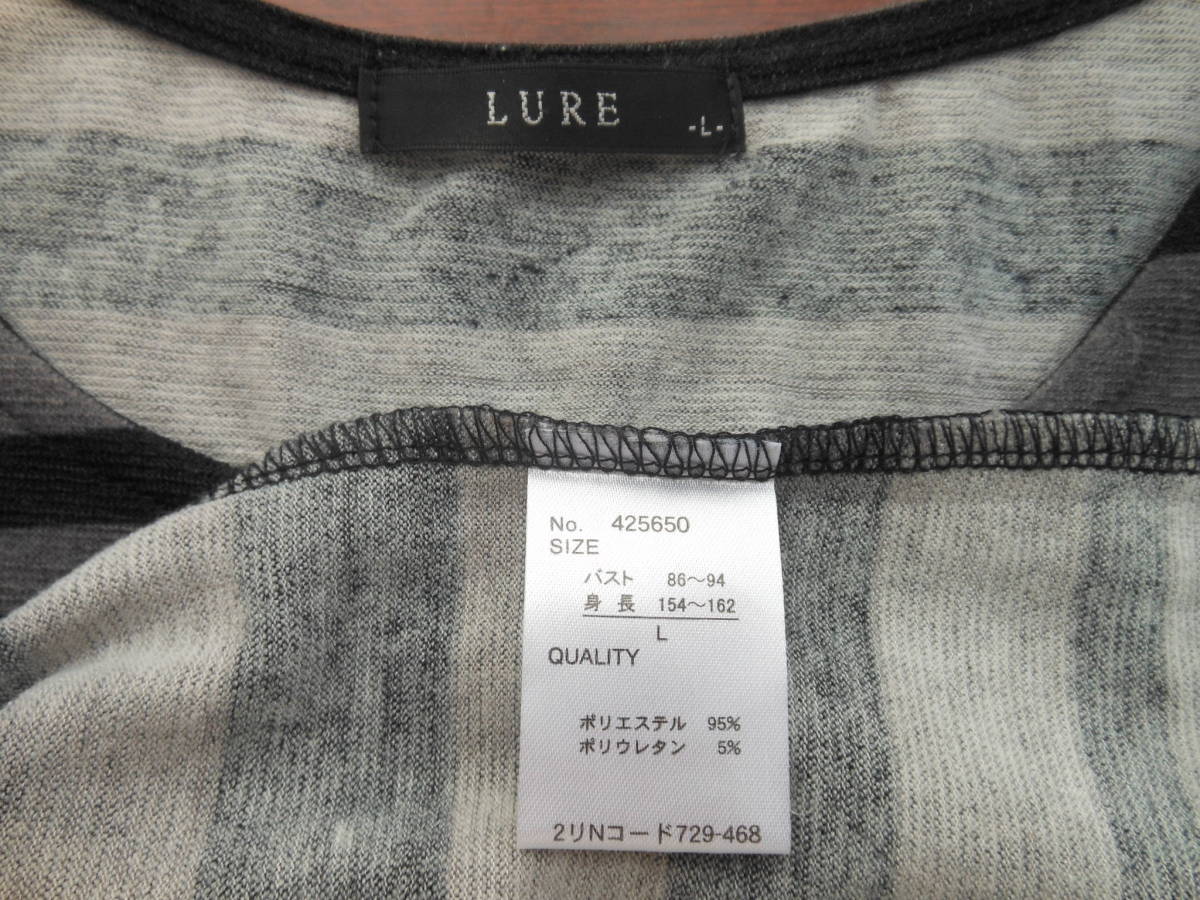 LURE
-L-
No. 425650
SIZE
バスト 86～94
身長 154～162
L
QUALITY
ポリエステル 95%
ポリウレタン 5%
2リNコード729-468